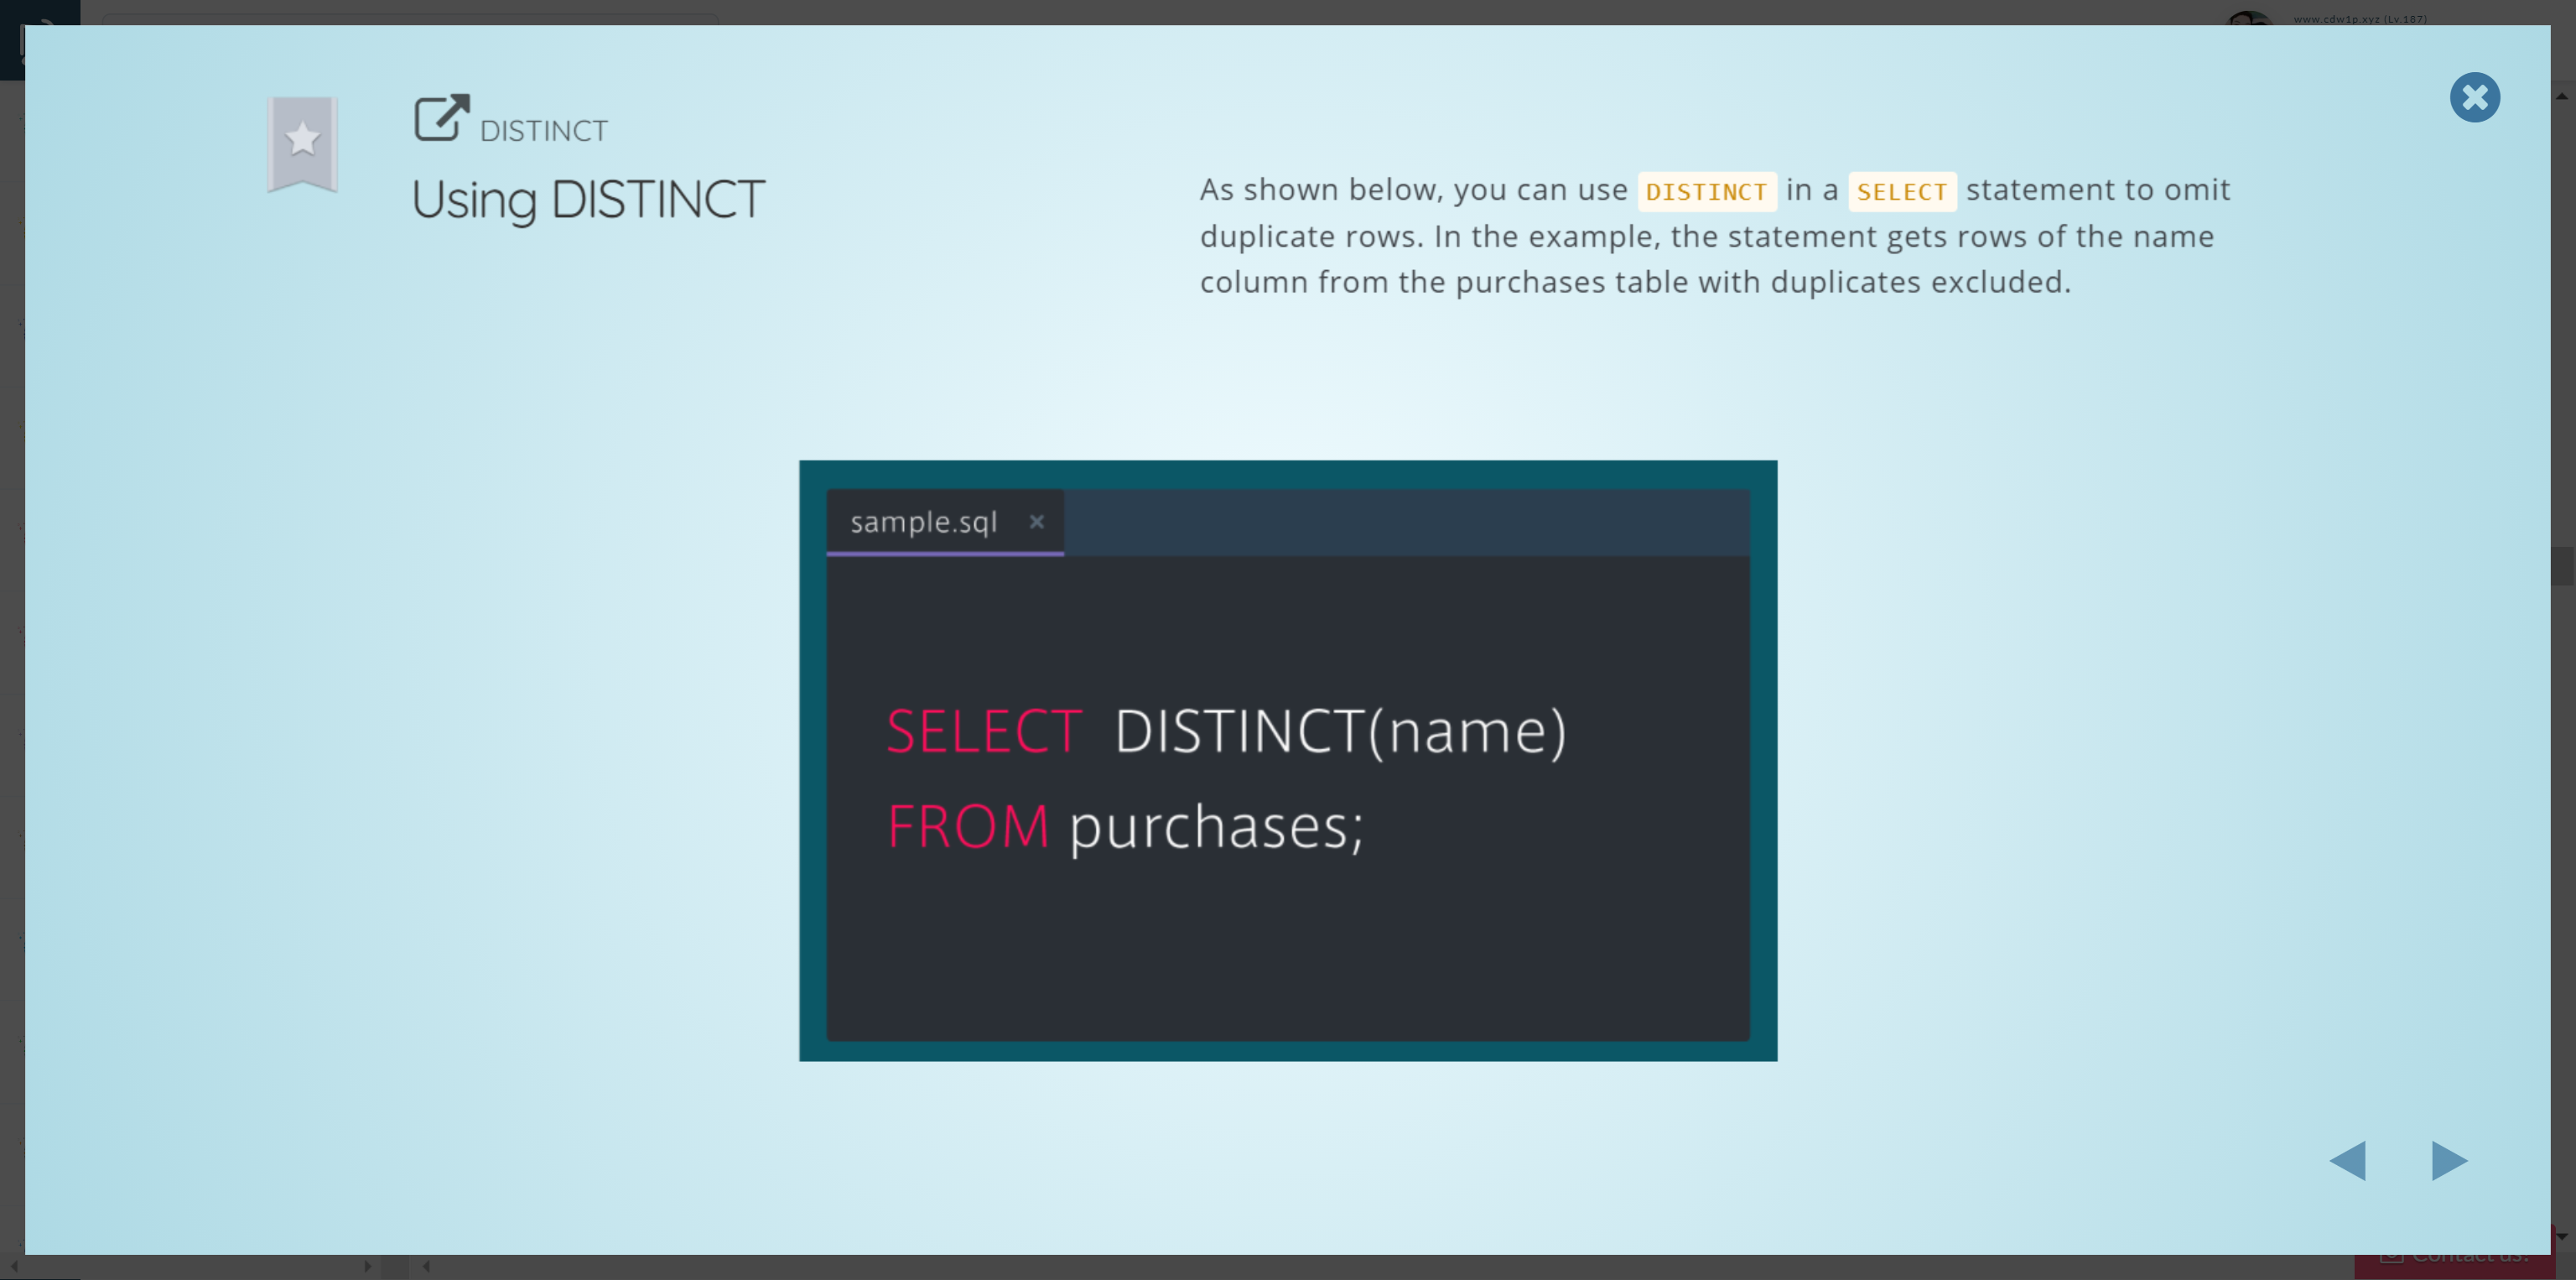 www.cdw1p.xyz (Lv.187)
DISTINCT
Using DISTINCT
As shown below, you can use DISTINCT in a SELECT statement to omit
duplicate rows. In the example, the statement gets rows of the name
column from the purchases table with duplicates excluded.
sample.sql ×
SELECT DISTINCT(name)
FROM purchases;
Contact us!